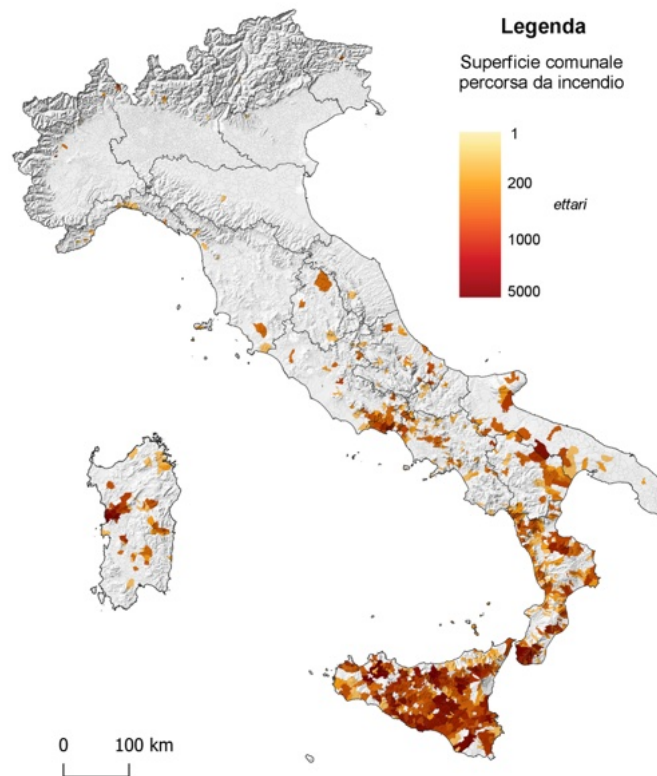 Legenda
Superficie comunale
percorsa da incendio
1
200
ettari
1000
5000
0 100 km